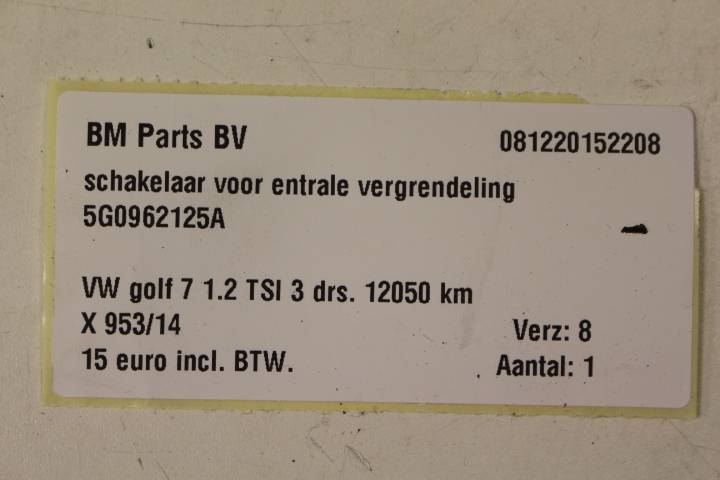 BM Parts BV 081220152208
schakelaar voor entrale vergrendeling
5G0962125A
VW golf 7 1.2 TSI 3 drs. 12050 km
X 953/14 Verz: 8
15 euro incl. BTW. Aantal: 1